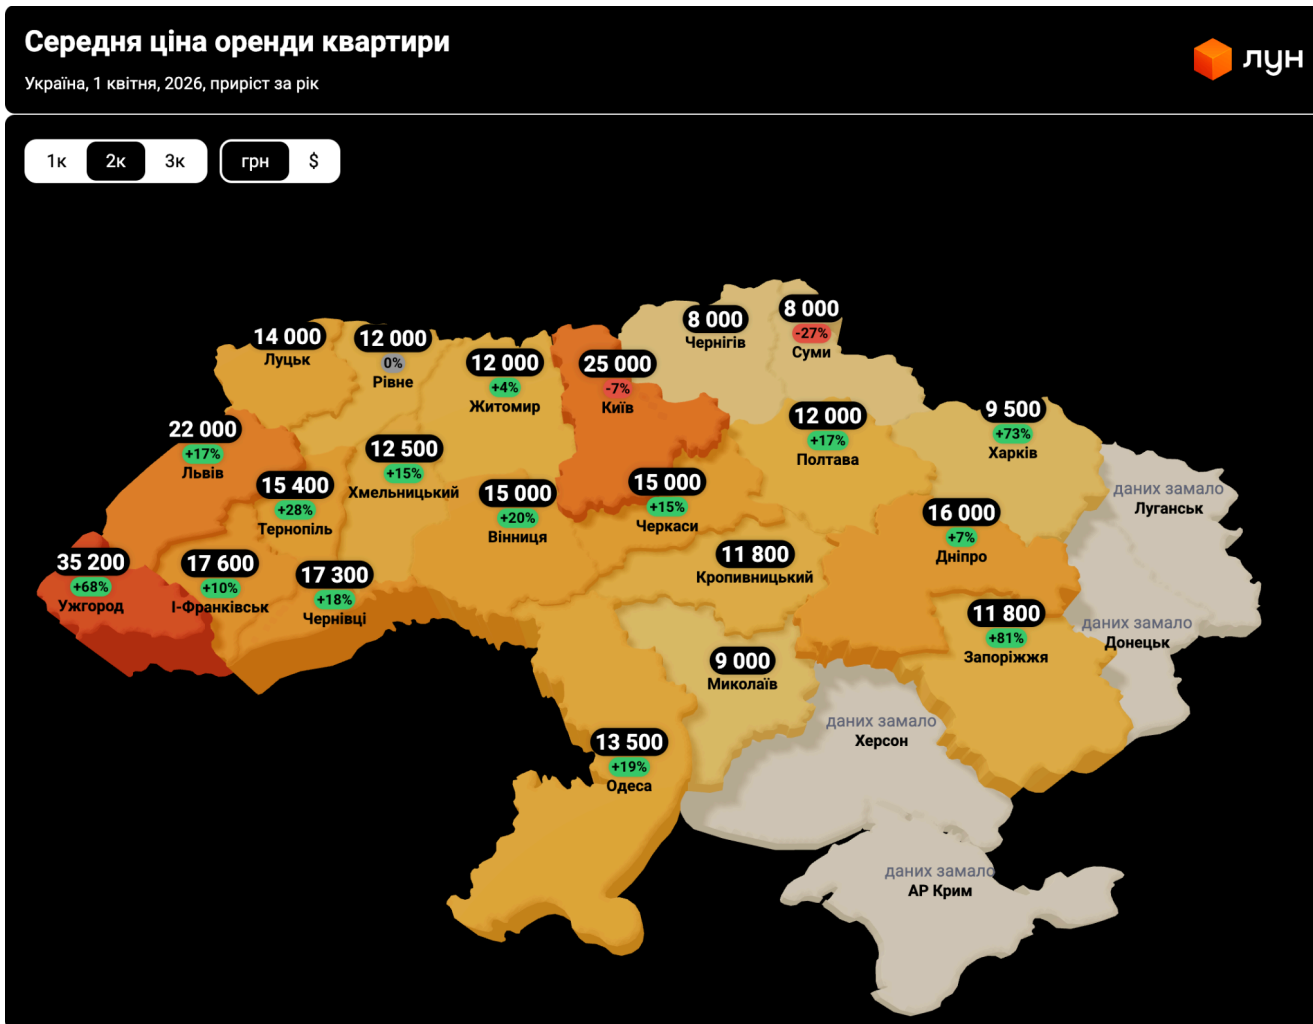 Середня ціна оренди квартири
Україна, 1 квітня, 2026, приріст за рік
лун
1к 2к 3к грн $
14 000
Луцьк
12 000
0%
Рівне
12 000
+4%
Житомир
25 000
-7%
Київ
8 000
Чернігів
8 000
-27%
Суми
22 000
+17%
Львів
15 400
+28%
Тернопіль
12 500
+15%
Хмельницький
15 000
+20%
Вінниця
15 000
+15%
Черкаси
12 000
+17%
Полтава
9 500
+73%
Харків
даних замало
Луганськ
35 200
+68%
Ужгород
17 600
+10%
І-Франківськ
17 300
+18%
Чернівці
11 800
Кропивницький
16 000
+7%
Дніпро
11 800
+81%
Запоріжжя
даних замало
Донецьк
9 000
Миколаїв
даних замало
Херсон
13 500
+19%
Одеса
даних замало
АР Крим